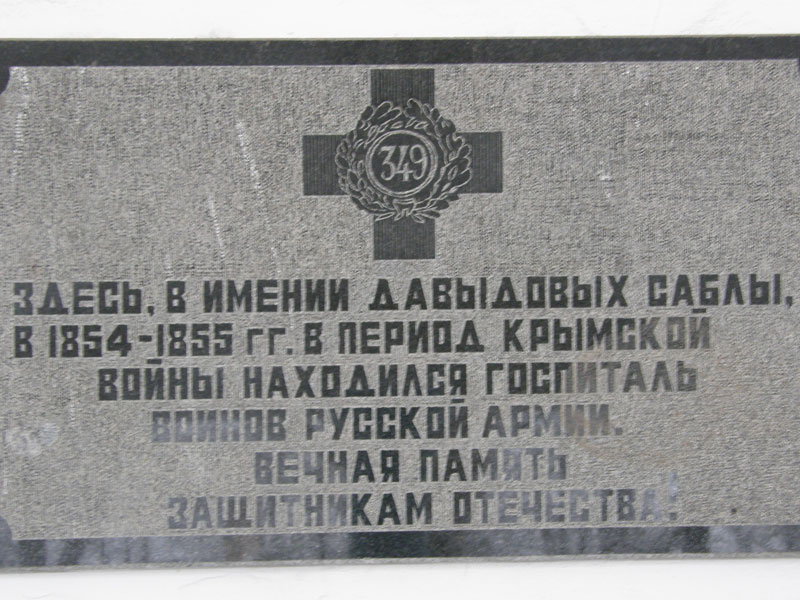 349
ЗДЕСЬ, В ИМЕНИИ ДАВЫДОВЫХ САБЛЫ,
В 1854-1855 ГГ. В ПЕРИОД КРЫМСКОЙ
ВОЙНЫ НАХОДИЛСЯ ГОСПИТАЛЬ
ВОИНОВ РУССКОЙ АРМИИ.
ВЕЧНАЯ ПАМЯТЬ
ЗАЩИТНИКАМ ОТЕЧЕСТВА!